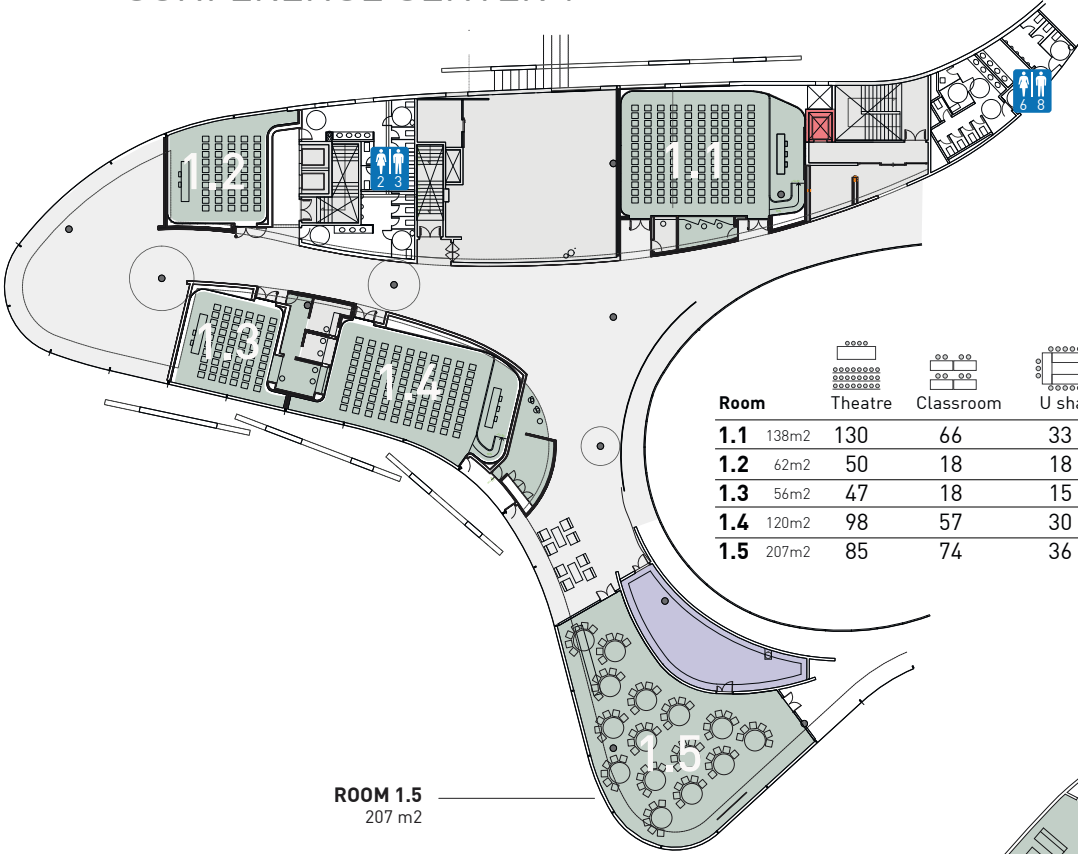 1.2
2 3
1.1
6 8
1.3
1.4
Room Theatre Classroom U sha
1.1 138m2 130 66 33
1.2 62m2 50 18 18
1.3 56m2 47 18 15
1.4 120m2 98 57 30
1.5 207m2 85 74 36
1.5
ROOM 1.5
207 m2